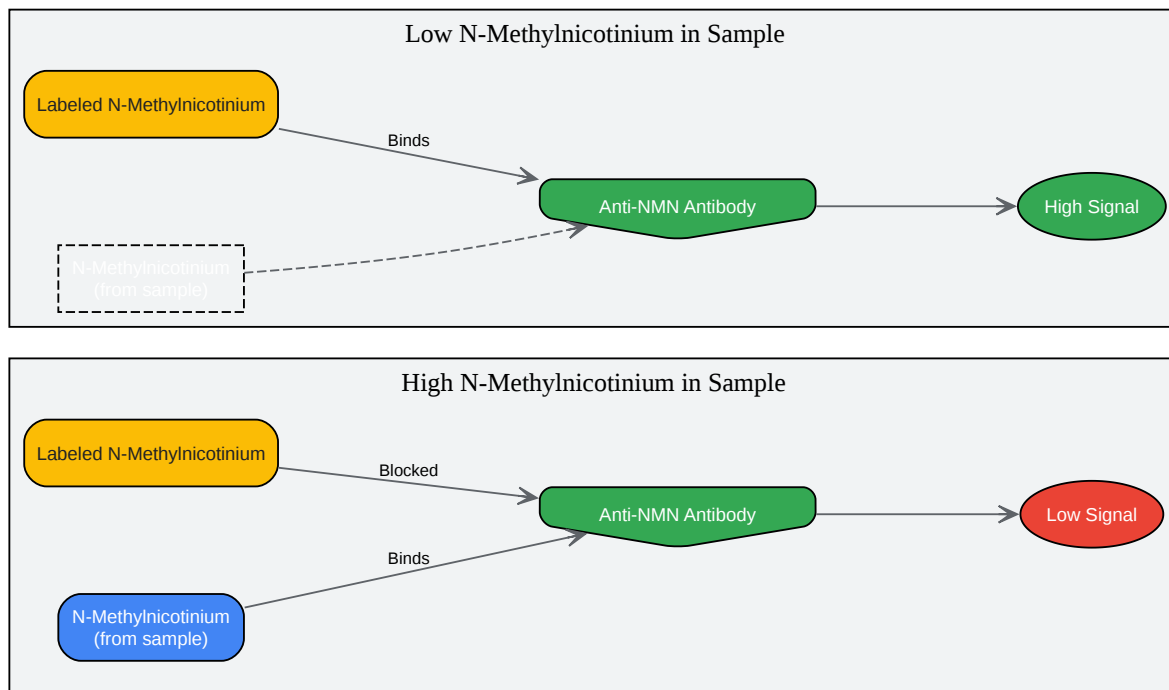 Low N-Methylnicotinium in Sample
Labeled N-Methylnicotinium
Binds
Anti-NMN Antibody
High Signal
N-Methylnicotinium
(from sample)
High N-Methylnicotinium in Sample
Labeled N-Methylnicotinium
Blocked
Anti-NMN Antibody
Low Signal
Binds
N-Methylnicotinium
(from sample)